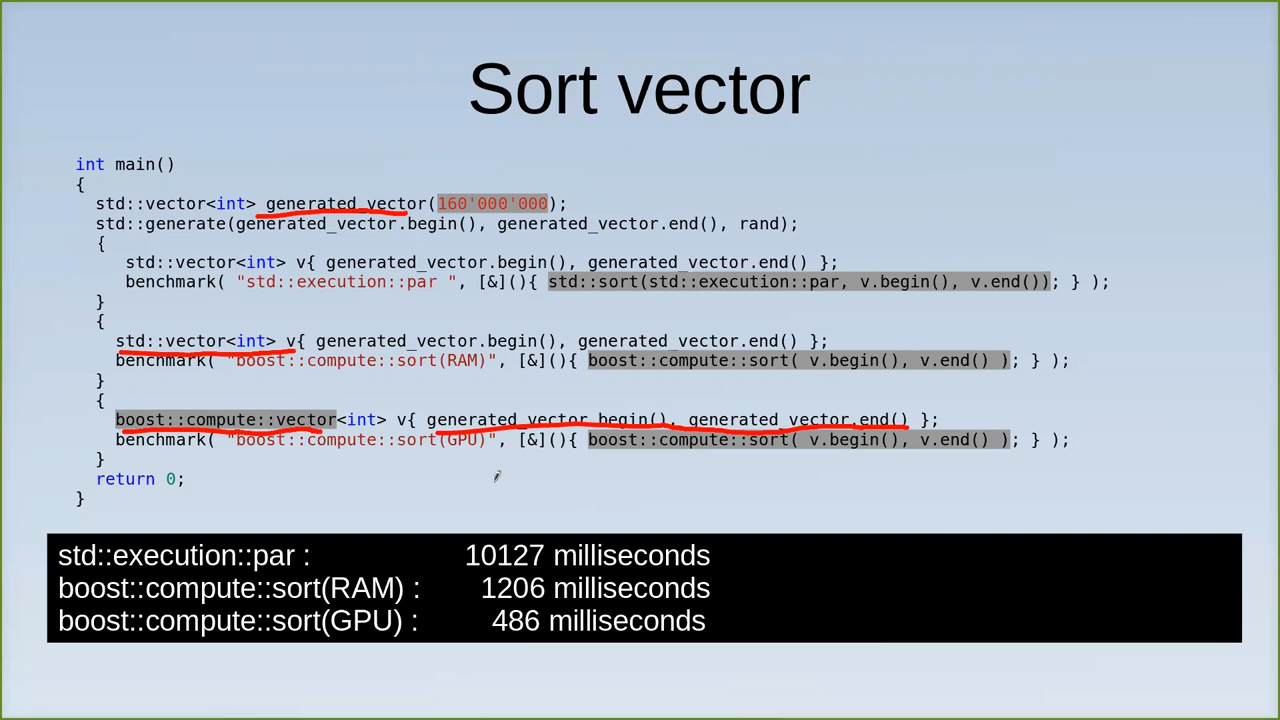 Sort vector
int main()
{
std::vector<int> generated_vector(160'000'000);
std::generate(generated_vector.begin(), generated_vector.end(), rand);
{
std::vector<int> v{ generated_vector.begin(), generated_vector.end() };
benchmark( "std::execution::par ", [&](){ std::sort(std::execution::par, v.begin(), v.end()); } );
}
{
std::vector<int> v{ generated_vector.begin(), generated_vector.end() };
benchmark( "boost::compute::sort(RAM)", [&](){ boost::compute::sort( v.begin(), v.end() ); } );
}
{
boost::compute::vector<int> v{ generated_vector.begin(), generated_vector.end() };
benchmark( "boost::compute::sort(GPU)", [&](){ boost::compute::sort( v.begin(), v.end() ); } );
}
return 0;
}
std::execution::par : 10127 milliseconds
boost::compute::sort(RAM) : 1206 milliseconds
boost::compute::sort(GPU) : 486 milliseconds